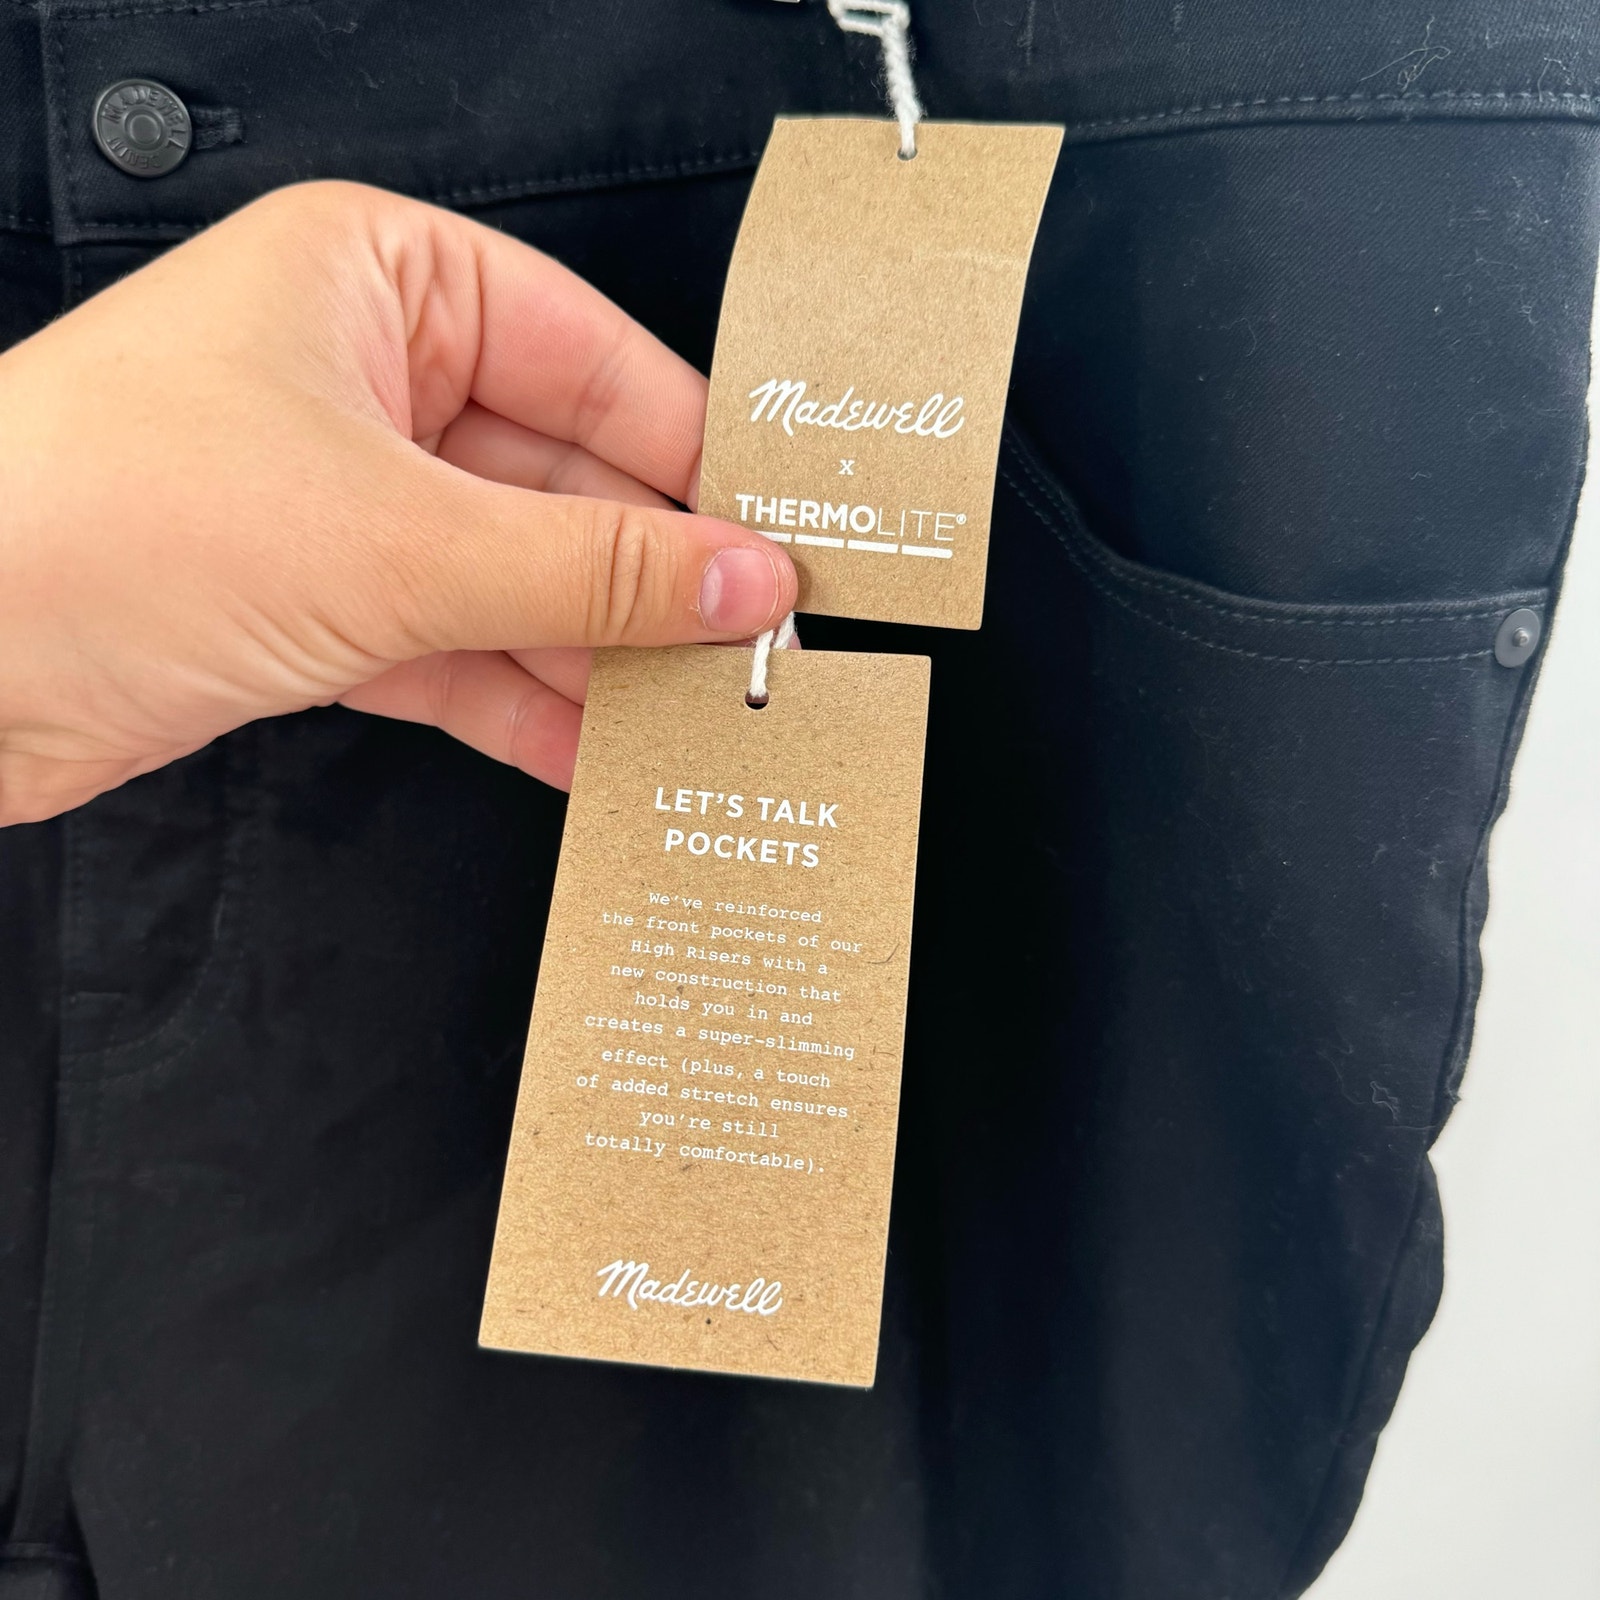 MADEWELL
DENIM
Madewell
x
THERMOLITE®
LET'S TALK
POCKETS
We've reinforced
the front pockets of our
High Risers with a
new construction that
holds you in and
creates a super-slimming
effect (plus, a touch
of added stretch ensures
you're still
totally comfortable).
Madewell